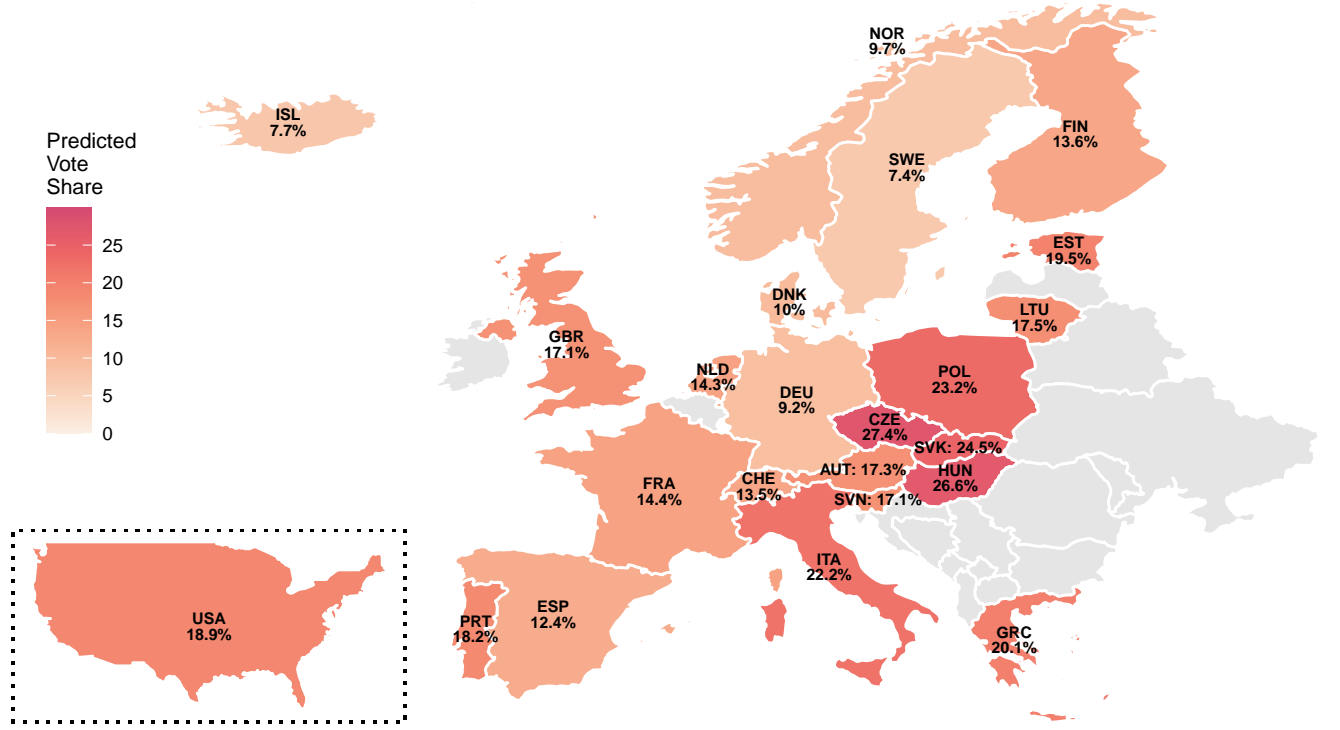 NOR
9.7%
ISL
7.7%
FIN
13.6%
Predicted
Vote
Share
SWE
7.4%
25
20
15
10
5
0
EST
19.5%
DNK
10%
LTU
17.5%
GBR
17.1%
NLD
14.3%
POL
23.2%
DEU
9.2%
CZE
27.4%
SVK: 24.5%
AUT: 17.3%
HUN
26.6%
CHE
13.5%
FRA
14.4%
SVN: 17.1%
ITA
22.2%
ESP
12.4%
PRT
18.2%
USA
18.9%
GRC
20.1%